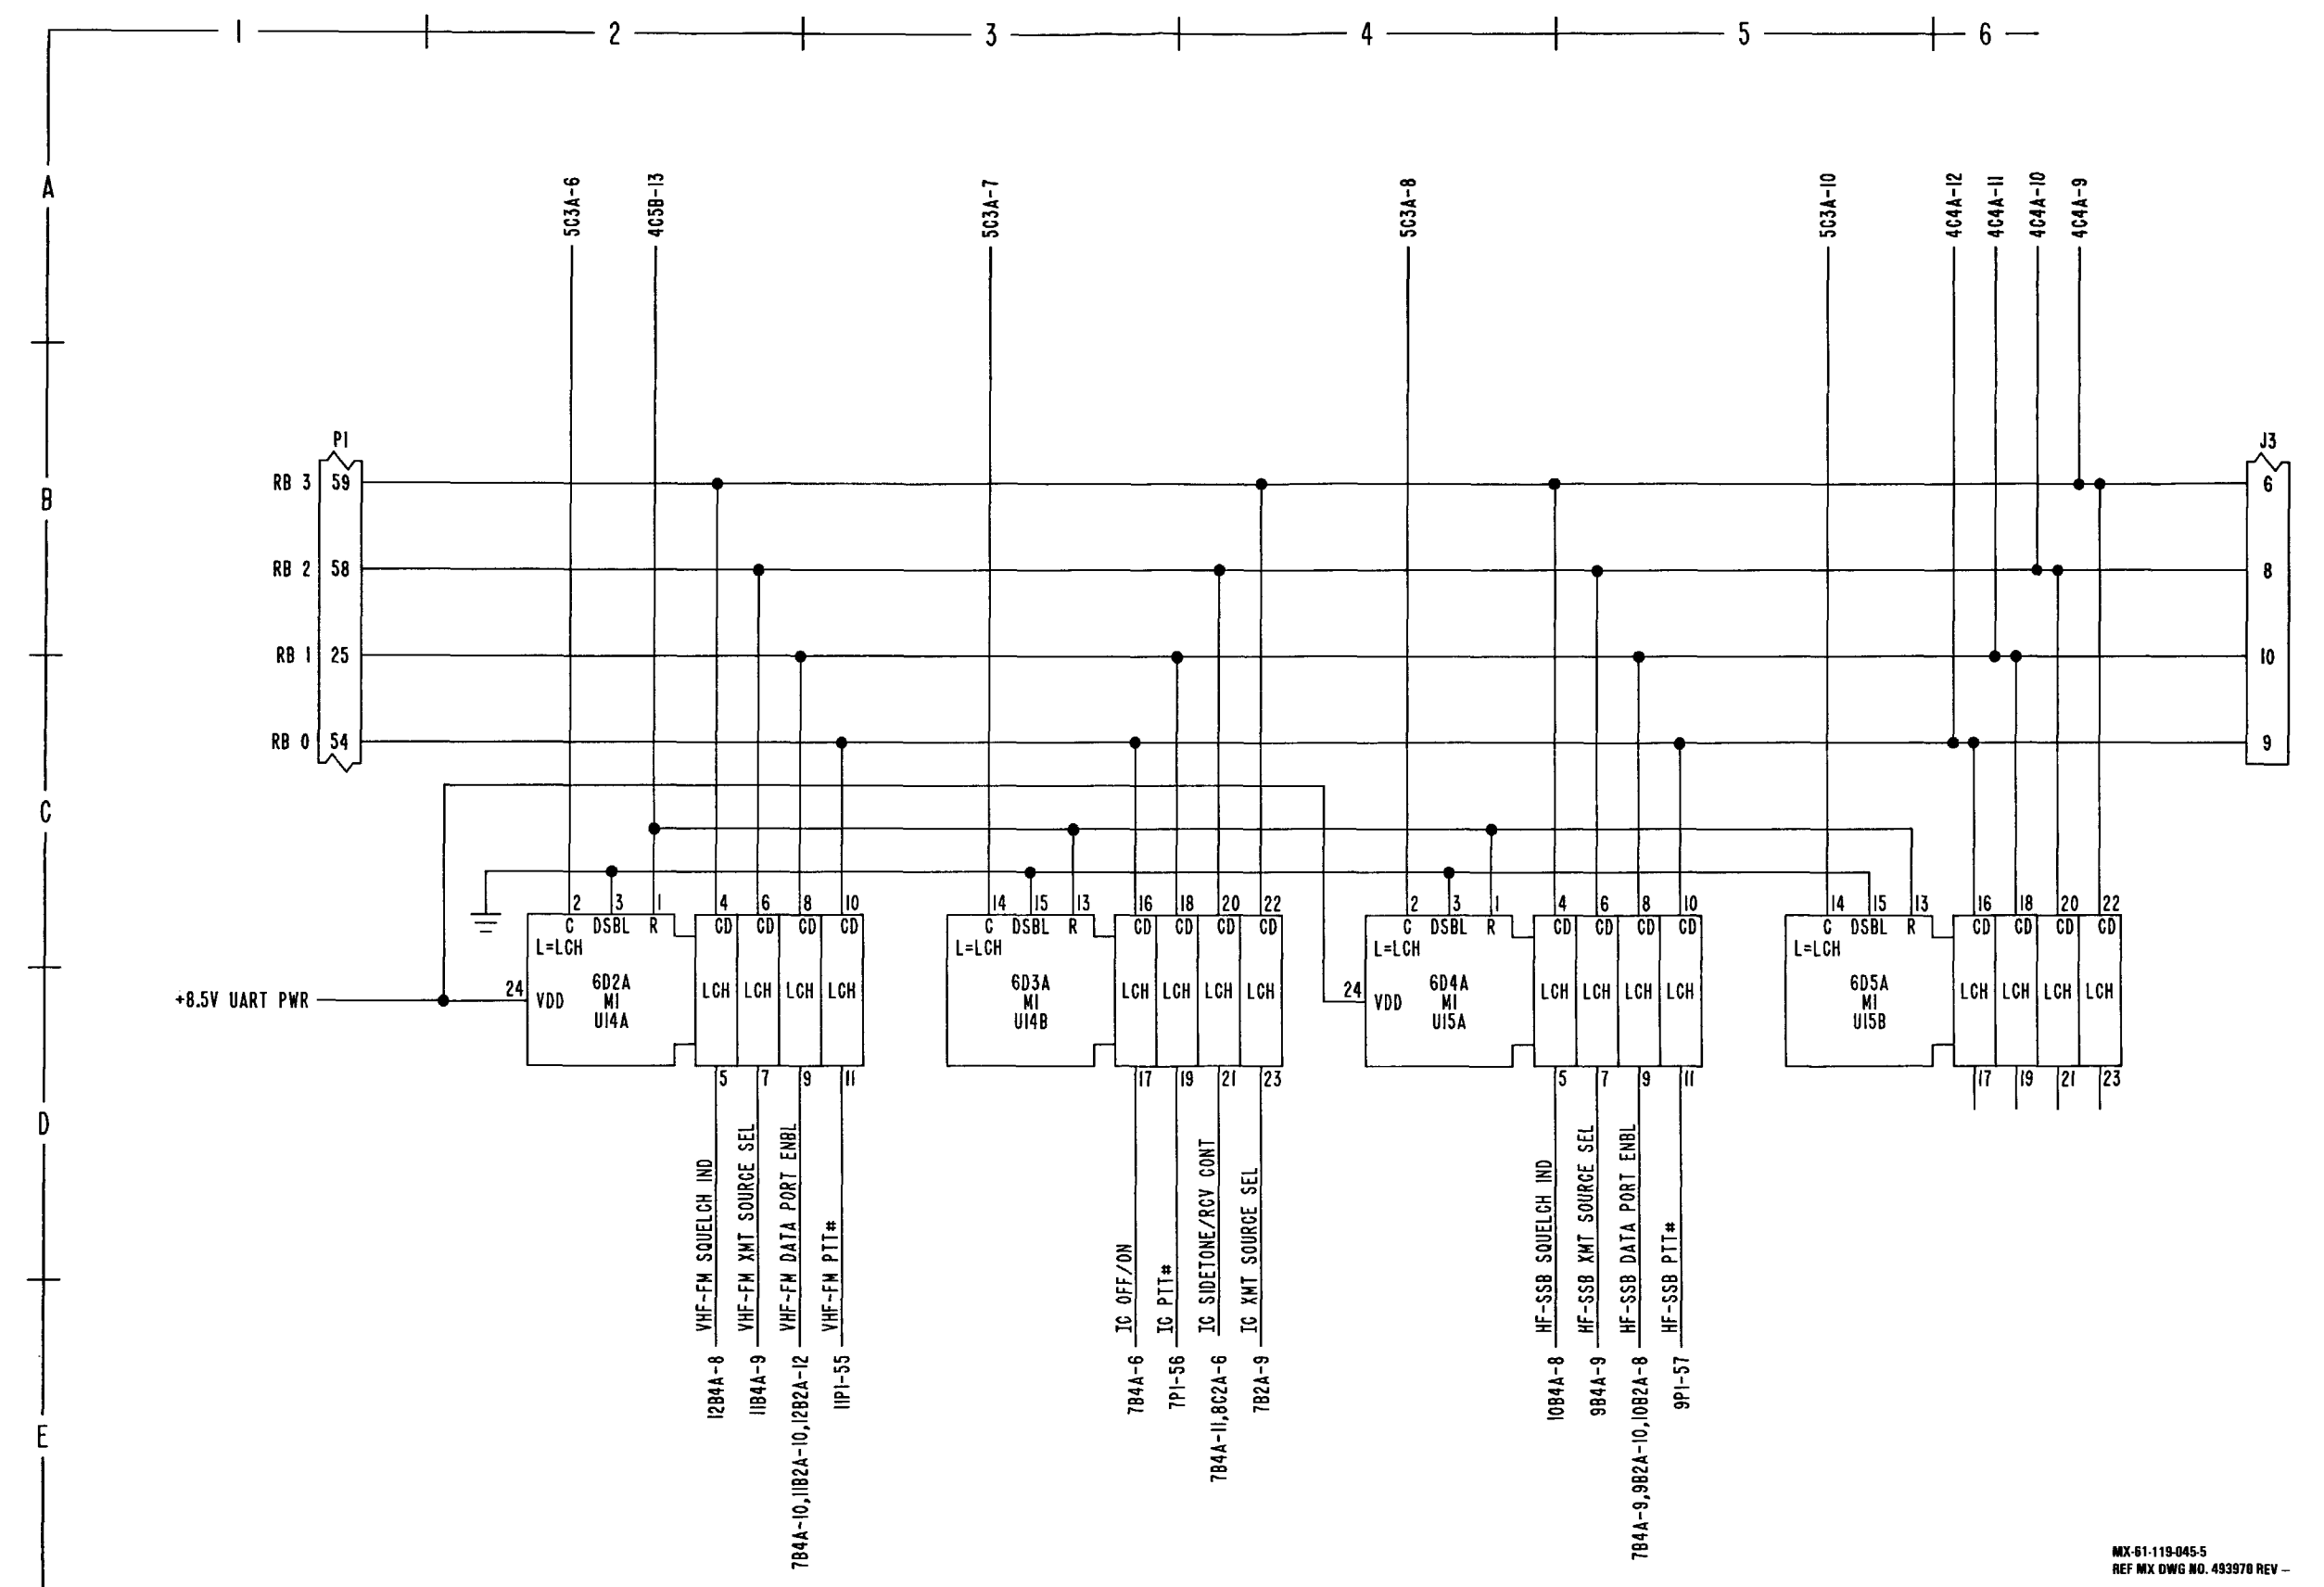 1 2 3 4 5 6
A
5C3A-6
4C5B-13
5C3A-7
5C3A-8
5C3A-10
4C4A-12
4C4A-11
4C4A-10
4C4A-9
B
P1
J3
RB 3 59
6
RB 2 58
8
RB 1 25
10
RB 0 54
9
C
2 3 1 4 6 8 10
14 15 13 16 18 20 22
2 3 1 4 6 8 10
14 15 13 16 18 20 22
C DSBL R CD CD CD CD
C DSBL R CD CD CD CD
C DSBL R CD CD CD CD
C DSBL R CD CD CD CD
L=LCH
L=LCH
L=LCH
L=LCH
+8.5V UART PWR
24
VDD
6D2A
M1
U14A
LCH LCH LCH LCH
6D3A
M1
U14B
LCH LCH LCH LCH
24
VDD
6D4A
M1
U15A
LCH LCH LCH LCH
6D5A
M1
U15B
LCH LCH LCH LCH
5 7 9 11
17 19 21 23
5 7 9 11
17 19 21 23
D
VHF-FM SQUELCH IND
VHF-FM XMT SOURCE SEL
VHF-FM DATA PORT ENBL
VHF-FM PTT#
IC OFF/ON
IC PTT#
IC SIDETONE/RCV CONT
IC XMT SOURCE SEL
HF-SSB SQUELCH IND
HF-SSB XMT SOURCE SEL
HF-SSB DATA PORT ENBL
HF-SSB PTT#
12B4A-8
11B4A-9
7B4A-10,11B2A-10,12B2A-12
11P1-55
7B4A-6
7P1-56
7B4A-11,8C2A-6
7B2A-9
10B4A-8
9B4A-9
7B4A-9,9B2A-10,10B2A-8
9P1-57
E
MX-61-119-045-5
REF MX DWG NO. 493970 REV –